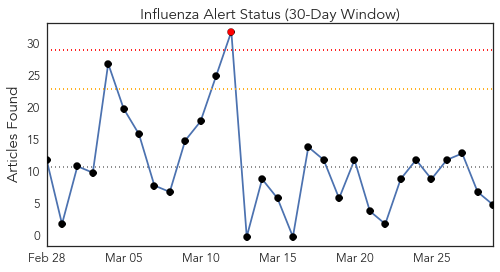 Influenza Alert Status (30-Day Window)
Articles Found
30
25
20
15
10
5
0
Feb 28
Mar 05
Mar 10
Mar 15
Mar 20
Mar 25